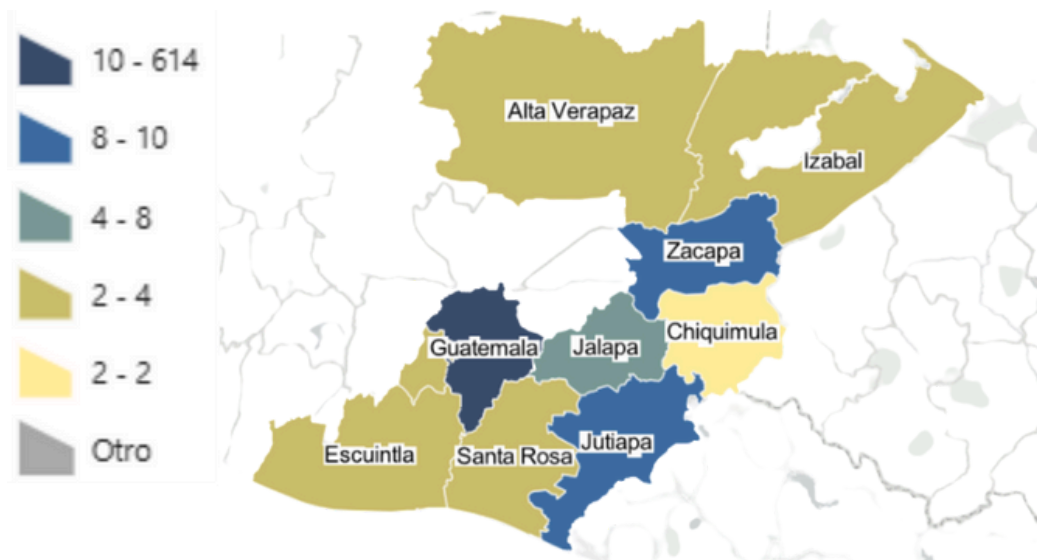 10 - 614
8 - 10
4 - 8
2 - 4
2 - 2
Otro
Alta Verapaz
Izabal
Zacapa
Chiquimula
Guatemala
Jalapa
Escuintla
Santa Rosa
Jutiapa